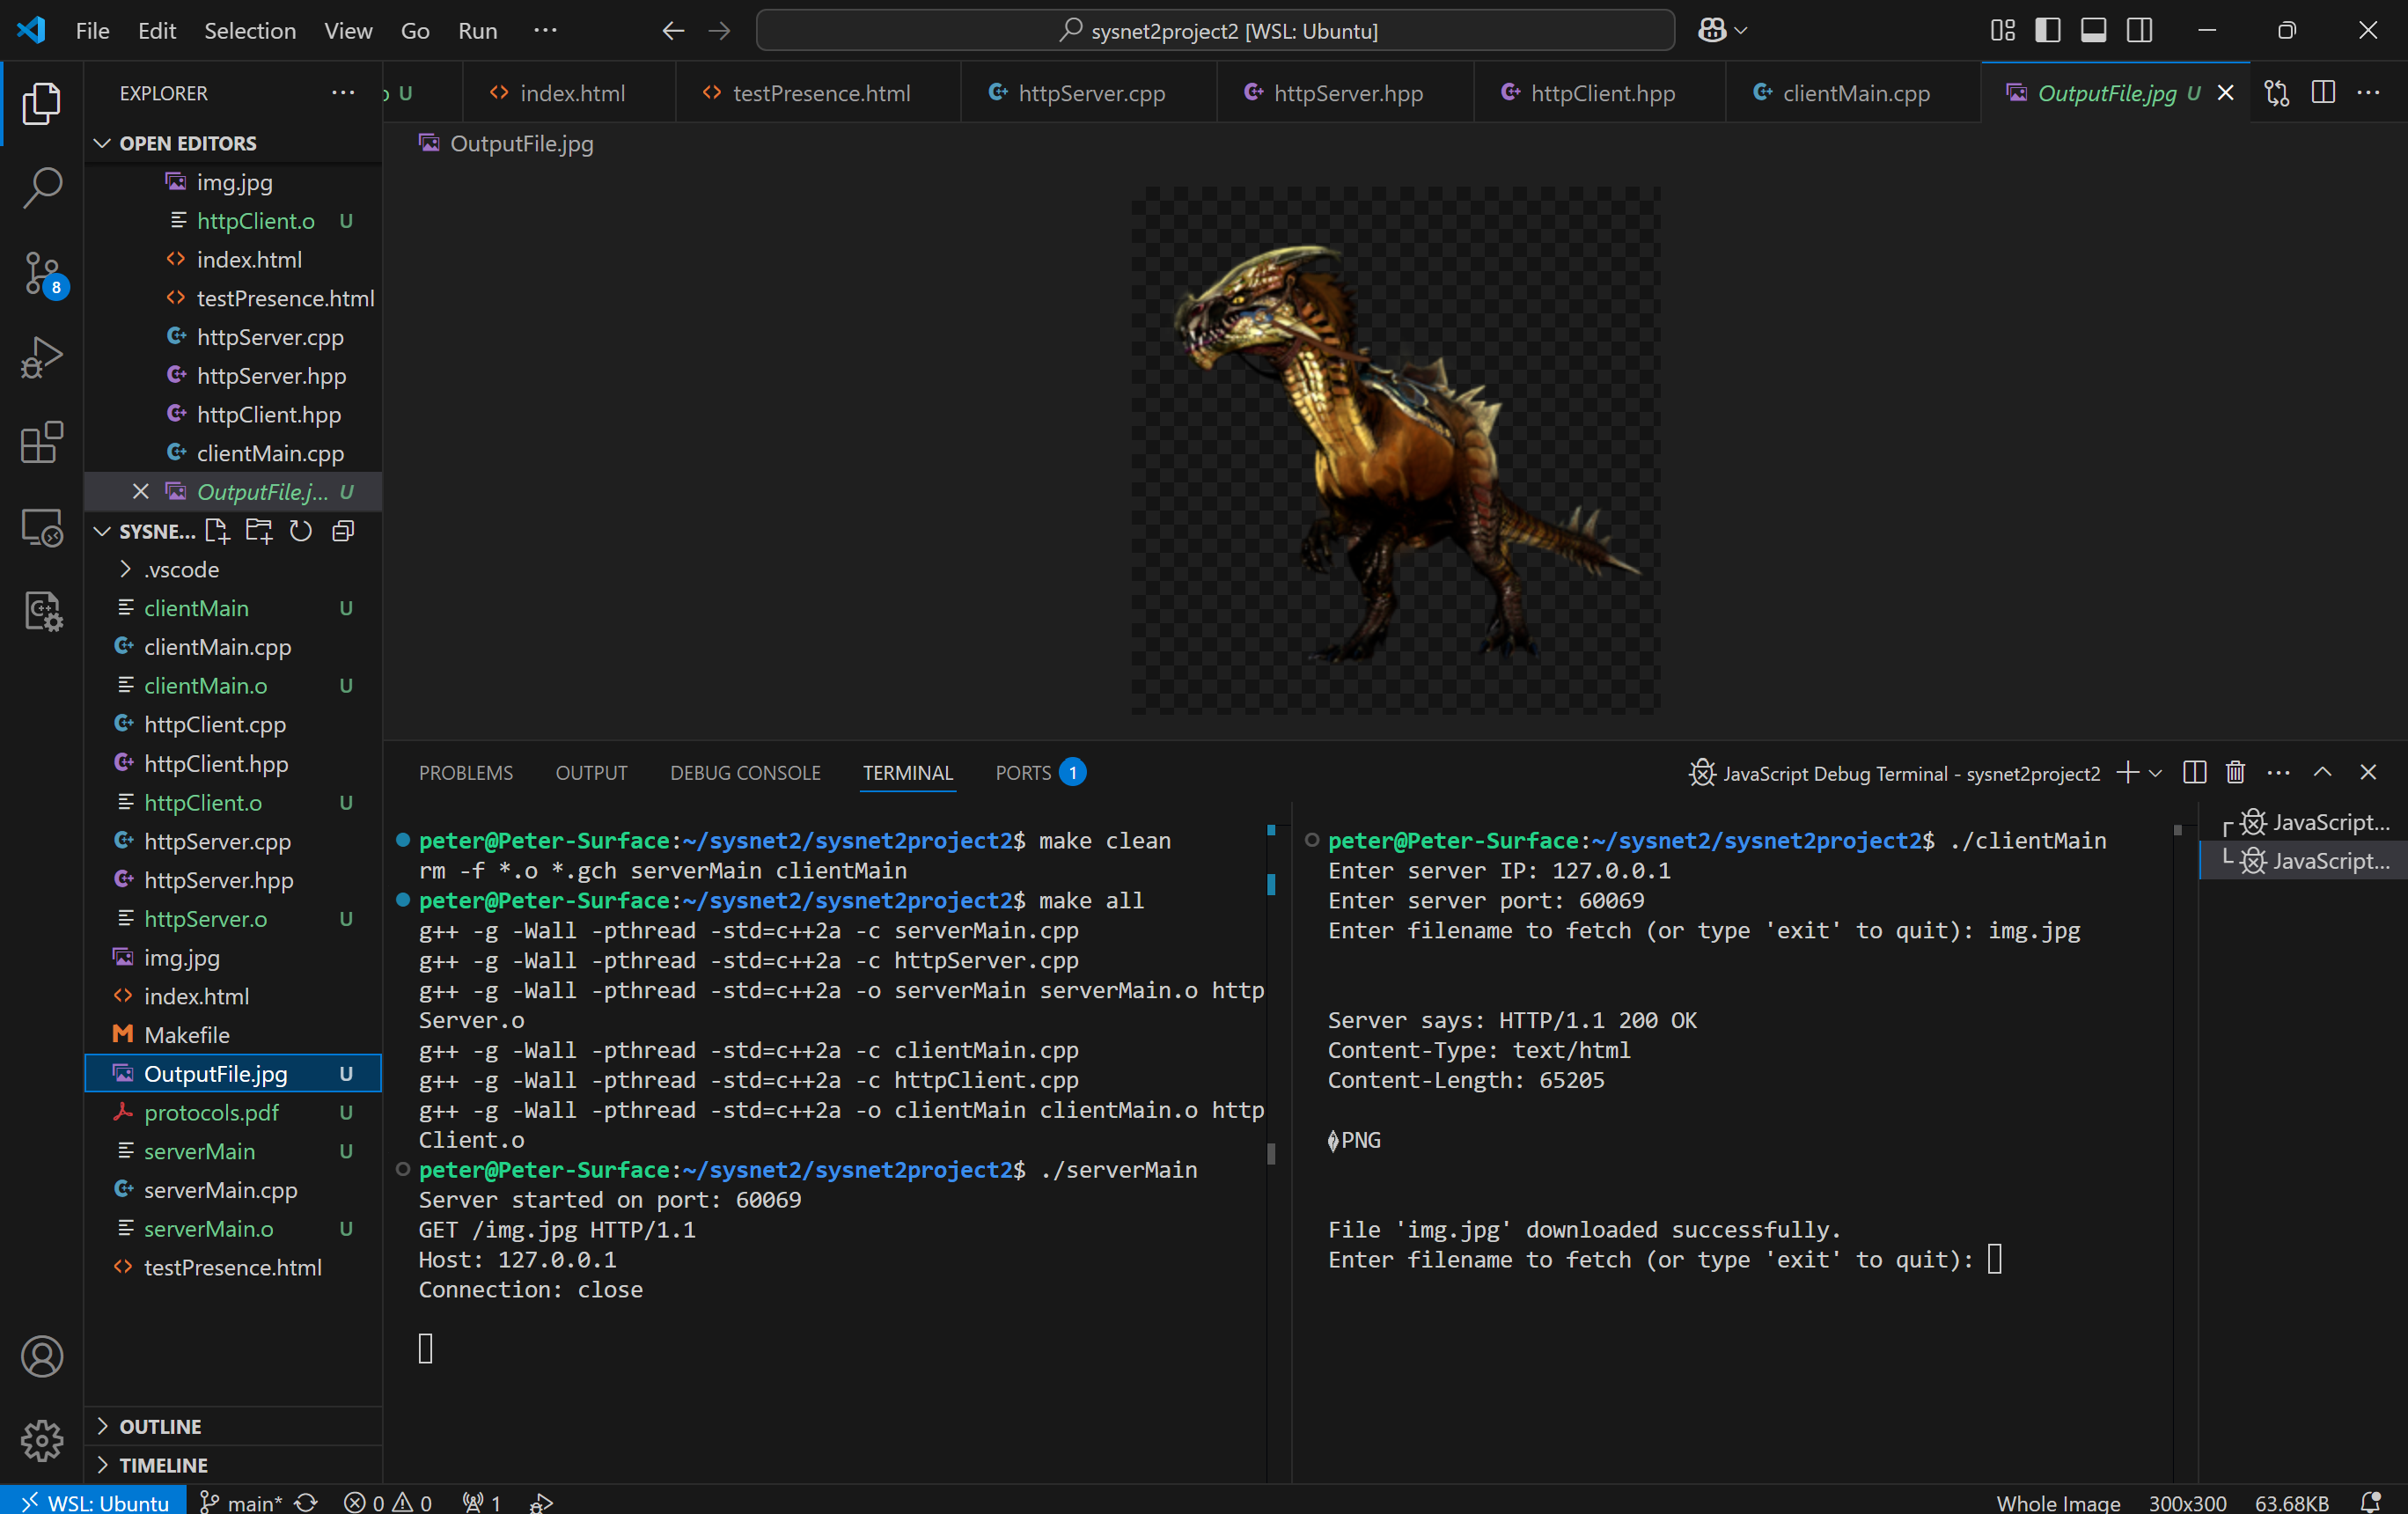 File Edit Selection View Go Run ···
sysnet2project2 [WSL: Ubuntu]
EXPLORER
U index.html testPresence.html httpServer.cpp httpServer.hpp httpClient.hpp clientMain.cpp OutputFile.jpg U
OutputFile.jpg
OPEN EDITORS
img.jpg
httpClient.o U
index.html
testPresence.html
httpServer.cpp
httpServer.hpp
httpClient.hpp
clientMain.cpp
OutputFile.j... U
8
SYSNE...
.vscode
clientMain U
clientMain.cpp
clientMain.o U
httpClient.cpp
httpClient.hpp
httpClient.o U
httpServer.cpp
httpServer.hpp
httpServer.o U
img.jpg
index.html
Makefile
OutputFile.jpg U
protocols.pdf U
serverMain U
serverMain.cpp
serverMain.o U
testPresence.html
OUTLINE
TIMELINE
PROBLEMS OUTPUT DEBUG CONSOLE TERMINAL PORTS 1
JavaScript Debug Terminal - sysnet2project2
peter@Peter-Surface:~/sysnet2/sysnet2project2$ make clean
rm -f *.o *.gch serverMain clientMain
peter@Peter-Surface:~/sysnet2/sysnet2project2$ make all
g++ -g -Wall -pthread -std=c++2a -c serverMain.cpp
g++ -g -Wall -pthread -std=c++2a -c httpServer.cpp
g++ -g -Wall -pthread -std=c++2a -o serverMain serverMain.o http
Server.o
g++ -g -Wall -pthread -std=c++2a -c clientMain.cpp
g++ -g -Wall -pthread -std=c++2a -c httpClient.cpp
g++ -g -Wall -pthread -std=c++2a -o clientMain clientMain.o http
Client.o
peter@Peter-Surface:~/sysnet2/sysnet2project2$ ./serverMain
Server started on port: 60069
GET /img.jpg HTTP/1.1
Host: 127.0.0.1
Connection: close
peter@Peter-Surface:~/sysnet2/sysnet2project2$ ./clientMain
Enter server IP: 127.0.0.1
Enter server port: 60069
Enter filename to fetch (or type 'exit' to quit): img.jpg
Server says: HTTP/1.1 200 OK
Content-Type: text/html
Content-Length: 65205
�PNG
File 'img.jpg' downloaded successfully.
Enter filename to fetch (or type 'exit' to quit):
JavaScript...
JavaScript...
WSL: Ubuntu main* 0 0 1
Whole Image 300x300 63.68KB